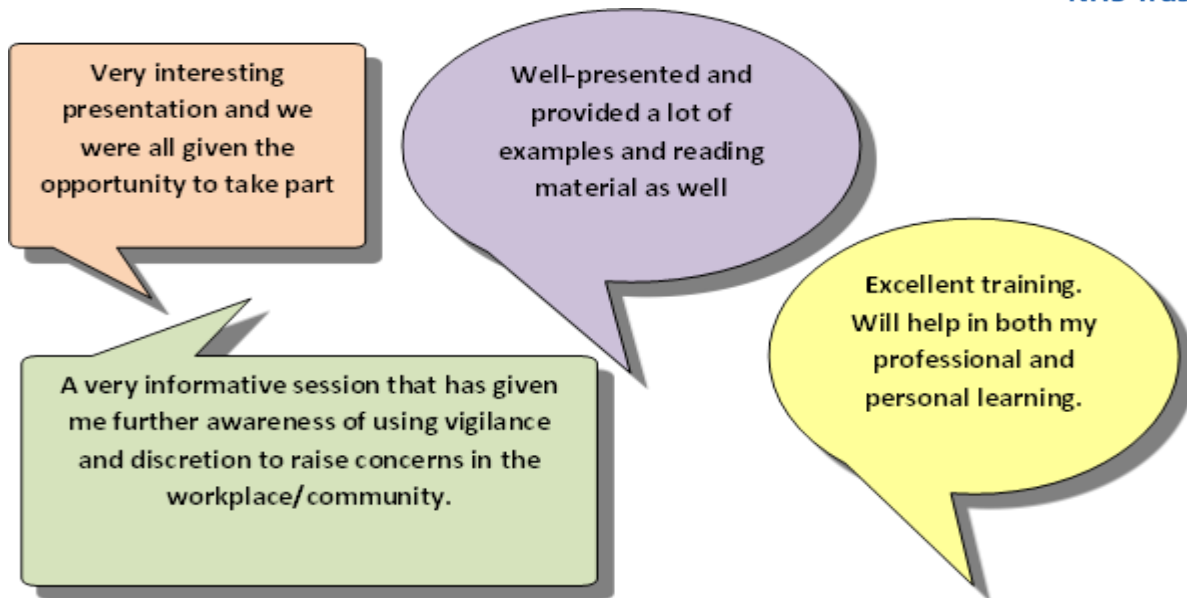 Very interesting
presentation and we
were all given the
opportunity to take part
Well-presented and
provided a lot of
examples and reading
material as well
Excellent training.
Will help in both my
professional and
personal learning.
A very informative session that has given
me further awareness of using vigilance
and discretion to raise concerns in the
workplace/community.